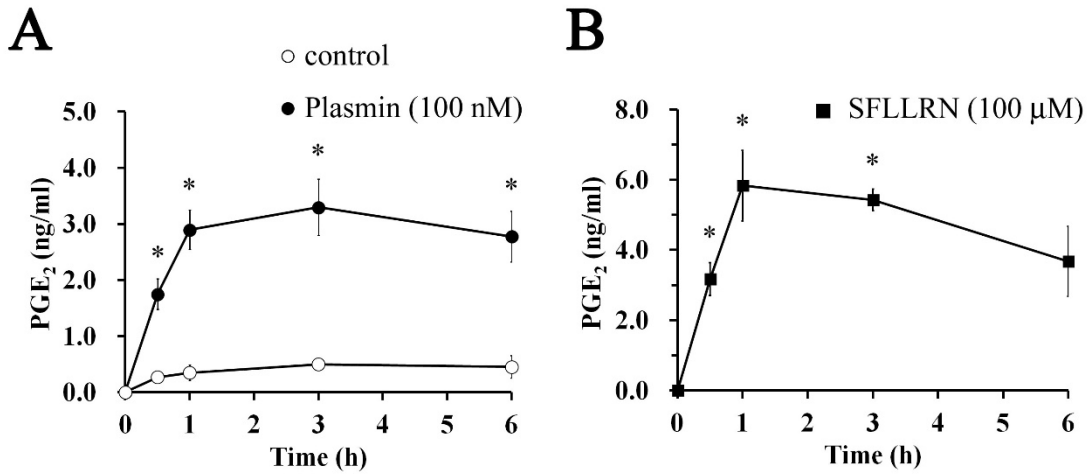 A
control
Plasmin (100 nM)
PGE₂ (ng/ml)
5.0
4.0
3.0
2.0
1.0
0.0
*
*
*
*
0 1 2 3 4 5 6
Time (h)
B
SFLLRN (100 μM)
PGE₂ (ng/ml)
8.0
6.0
4.0
2.0
0.0
*
*
*
0 1 2 3 4 5 6
Time (h)